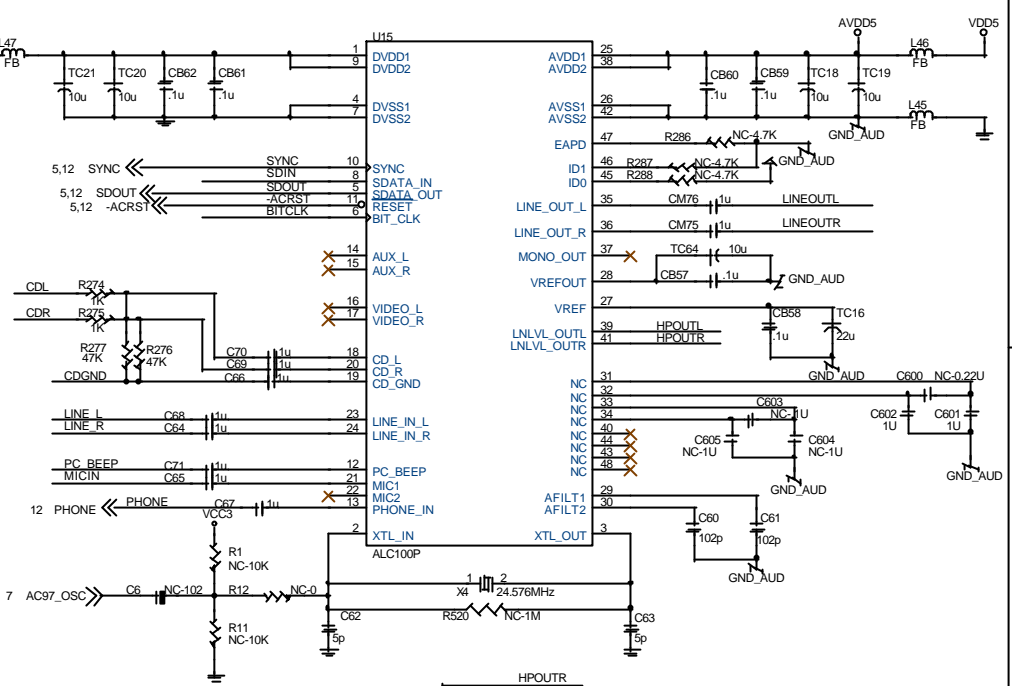 L47
FB
TC21
10u
TC20
10u
CB62
.1u
CB61
.1u
U15
1
9
DVDD1
DVDD2
4
7
DVSS1
DVSS2
5,12 SYNC
SYNC
10
SYNC
SDIN
8
SDATA_IN
5,12 SDOUT
SDOUT
5
SDATA_OUT
5,12 -ACRST
-ACRST
11
RESET
BITCLK
6
BIT_CLK
14
AUX_L
15
AUX_R
16
VIDEO_L
17
VIDEO_R
CDL
R274
1K
CDR
R275
1K
R277
47K
R276
47K
C70
1u
18
CD_L
C69
1u
20
CD_R
CDGND
C66
1u
19
CD_GND
LINE_L
C68
1u
23
LINE_IN_L
LINE_R
C64
1u
24
LINE_IN_R
PC_BEEP
C71
1u
12
PC_BEEP
MICIN
C65
1u
21
MIC1
22
MIC2
12 PHONE
PHONE
C67
1u
13
PHONE_IN
VCC3
2
XTL_IN
XTL_OUT
3
ALC100P
R1
NC-10K
7 AC97_OSC
C6
NC-102
R12
NC-0
R11
NC-10K
1
2
X4
24.576MHz
R520
NC-1M
C62
5p
C63
5p
HPOUTR
AVDD5
VDD5
25
38
AVDD1
AVDD2
L46
FB
CB60
.1u
CB59
.1u
TC18
10u
TC19
10u
26
42
AVSS1
AVSS2
L45
FB
GND_AUD
EAPD
47
R286
NC-4.7K
GND_AUD
ID1
46
R287
NC-4.7K
ID0
45
R288
NC-4.7K
LINE_OUT_L
35
CM76
1u
LINEOUTL
LINE_OUT_R
36
CM75
1u
LINEOUTR
MONO_OUT
37
TC64
10u
VREFOUT
28
CB57
.1u
GND_AUD
VREF
27
CB58
.1u
TC16
22u
LNLVL_OUTL
39
HPOUTL
LNLVL_OUTR
41
HPOUTR
GND_AUD
NC
31
C600
NC-0.22U
NC
32
NC
33
C603
NC-.1U
NC
34
NC
40
NC
44
NC
43
NC
48
C602
1U
C601
1U
GND_AUD
C605
NC-1U
C604
NC-1U
GND_AUD
AFILT1
29
AFILT2
30
C60
102p
C61
102p
GND_AUD